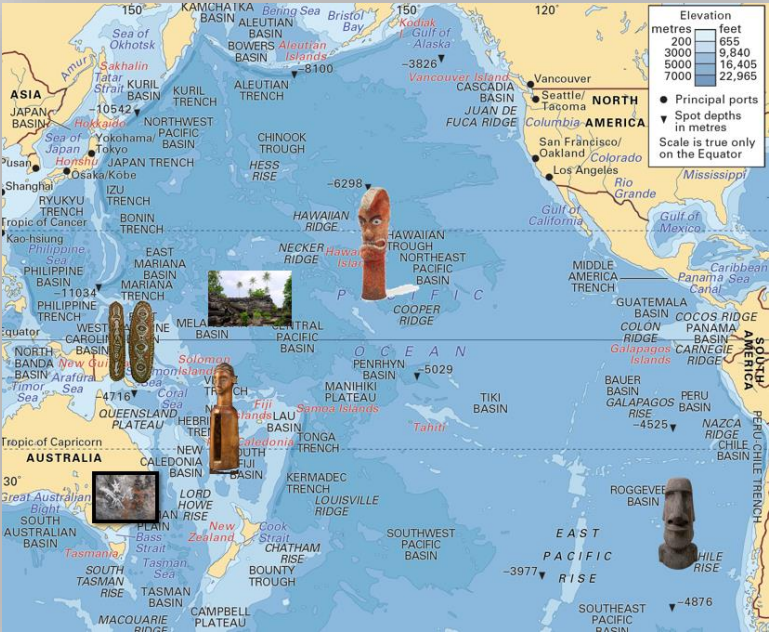 150°
KAMCHATKA
BASIN
Bering Sea
Bristol
Bay
Kodiak
I.
Gulf of
Alaska
150
120°
Sea of
Okhotsk
ALEUTIAN
BASIN
BOWERS
BASIN
Aleutian
Islands
–8100
ALEUTIAN
TRENCH
–3826
Vancouver Island
Vancouver
Seattle/
Tacoma
CASCADIA
BASIN
JUAN DE
FUCA RIDGE
NORTH
AMERICA
Columbia
San Francisco/
Oakland
Colorado
Los Angeles
Rio
Grande
Mississippi
Elevation
metres feet
200 655
3000 9,840
5000 16,405
7000 22,965
Principal ports
Spot depths
in metres
Scale is true only
on the Equator
Amur
Sakhalin
Tatar
Strait
KURIL
BASIN
KURIL
TRENCH
ASIA
–10542
JAPAN
BASIN
Hokkaido
NORTHWEST
PACIFIC
BASIN
Sea of
Japan
Yokohama/
Tokyo
JAPAN TRENCH
Pusan
Honshu
Osaka/Kōbe
Shanghai
IZU
TRENCH
RYUKYU
TRENCH
BONIN
TRENCH
Tropic of Cancer
Kao-hsiung
Philippine
Sea
CHINOOK
TROUGH
HESS
RISE
–6298
HAWAIIAN
RIDGE
NECKER
RIDGE
HAWAIIAN
TROUGH
NORTHEAST
PACIFIC
BASIN
Gulf of
California
Gulf of
Mexico
EAST
MARIANA
BASIN
MARIANA
TRENCH
PHILIPPINE
BASIN
–11034
PHILIPPINE
TRENCH
MIDDLE
AMERICA
TRENCH
Caribbean
Sea
Panama
Canal
COOPER
RIDGE
GUATEMALA
BASIN
COCOS RIDGE
COLÓN
RIDGE
PANAMA
BASIN
CARNEGIE
RIDGE
Galapagos
Islands
SOUTH
AMERICA
Equator
WEST
BASIN
CENTRAL
PACIFIC
BASIN
OCEAN
NORTH
BANDA
BASIN
Arafura
Sea
Timor
Sea
Solomon
Islands
Sea
Coral
Sea
–4716
QUEENSLAND
PLATEAU
PENRHYN
BASIN
–5029
MANIHIKI
PLATEAU
Samoa Islands
TIKI
BASIN
Tahiti
Fiji
LAU
BASIN
TONGA
TRENCH
BAUER
BASIN
GALAPAGOS
RISE
–4525
PERU
BASIN
NAZCA
RIDGE
CHILE
BASIN
PERU-CHILE TRENCH
Tropic of Capricorn
AUSTRALIA
NEW
CALEDONIA
BASIN
FIJI
BASIN
30°
Great Australian
Bight
SOUTH
AUSTRALIAN
BASIN
PLAIN
Bass
Strait
Tasmania
LORD
HOWE
RISE
New
Zealand
Cook
Strait
KERMADEC
TRENCH
LOUISVILLE
RIDGE
CHATHAM
RISE
BOUNTY
TROUGH
Tasman
Sea
SOUTH
TASMAN
RISE
TASMAN
BASIN
MACQUARIE
RIDGE
CAMPBELL
PLATEAU
SOUTHWEST
PACIFIC
BASIN
EAST
PACIFIC
RISE
–3977
ROGGEVEEN
BASIN
RISE
–4876
SOUTHEAST
PACIFIC
BASIN